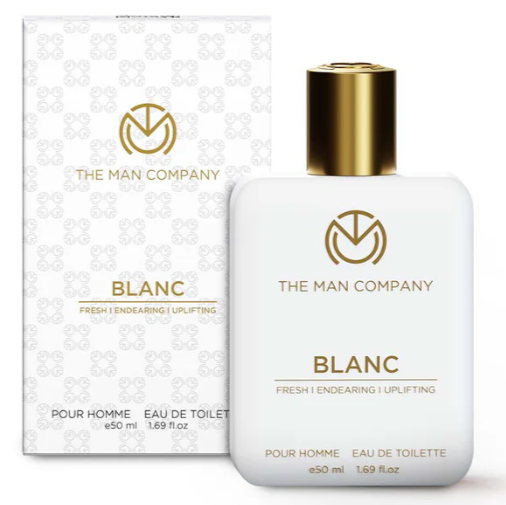 THE MAN COMPANY
BLANC
FRESH I ENDEARING I UPLIFTING
POUR HOMME EAU DE TOILET
e50 ml 1.69 fl.oz
THE MAN COMPANY
BLANC
FRESH I ENDEARING I UPLIFTING
POUR HOMME EAU DE TOILETTE
e50 ml 1.69 fl.oz